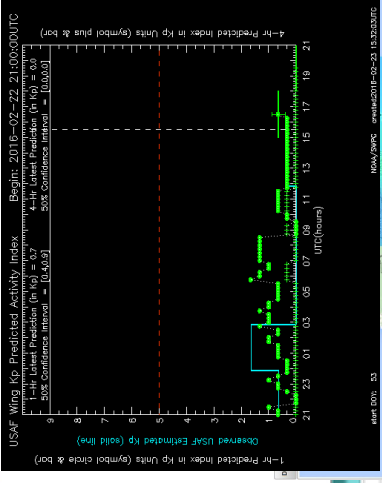 USAF Wing Kp Predicted Activity Index Begin: 2016-02-22 21:00:00UTC
1-Hr Latest Prediction (in Kp) = 0.7 4-Hr Latest Prediction (in Kp) = 0.0
50% Confidence Interval = [0.4,0.9] 50% Confidence Interval = [0.0,0.0]
9
8
7
6
5
4
3
2
1
0
21 23 01 03 05 07 09 11 13 15 17 19 21
UTC(hours)
Observed USAF Estimated Kp (solid line)
1-hr Predicted Index in Kp Units (symbol circle & bar)
4-hr Predicted Index in Kp Units (symbol plus & bar)
start DOY: 53 NOAA/SWPC created:2016-02-23 15:32:03UTC
D